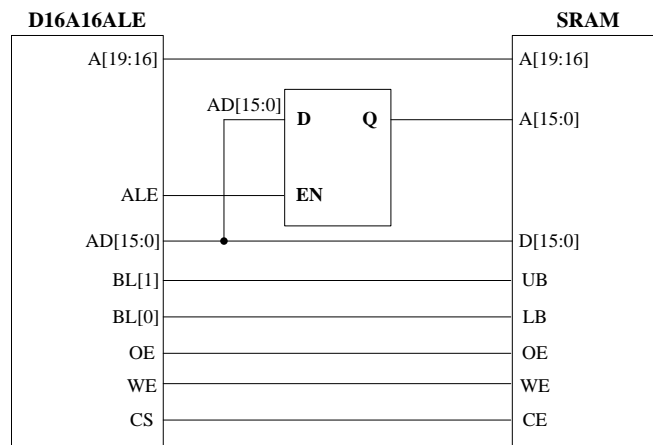 D16A16ALE SRAM
A[19:16] A[19:16]
AD[15:0]
D Q A[15:0]
ALE EN
AD[15:0] D[15:0]
BL[1] UB
BL[0] LB
OE OE
WE WE
CS CE